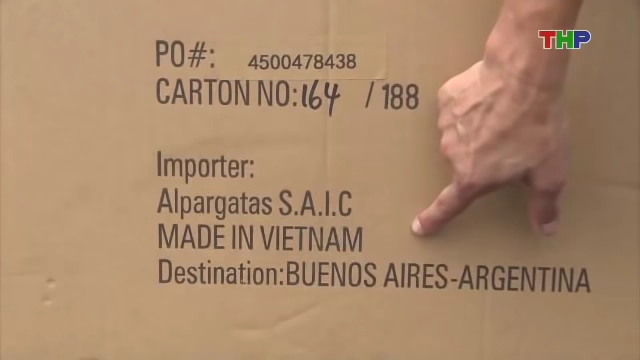 THP
PO#: 4500478438
CARTON NO: 164 / 188
Importer:
Alpargatas S.A.I.C
MADE IN VIETNAM
Destination:BUENOS AIRES-ARGENTINA